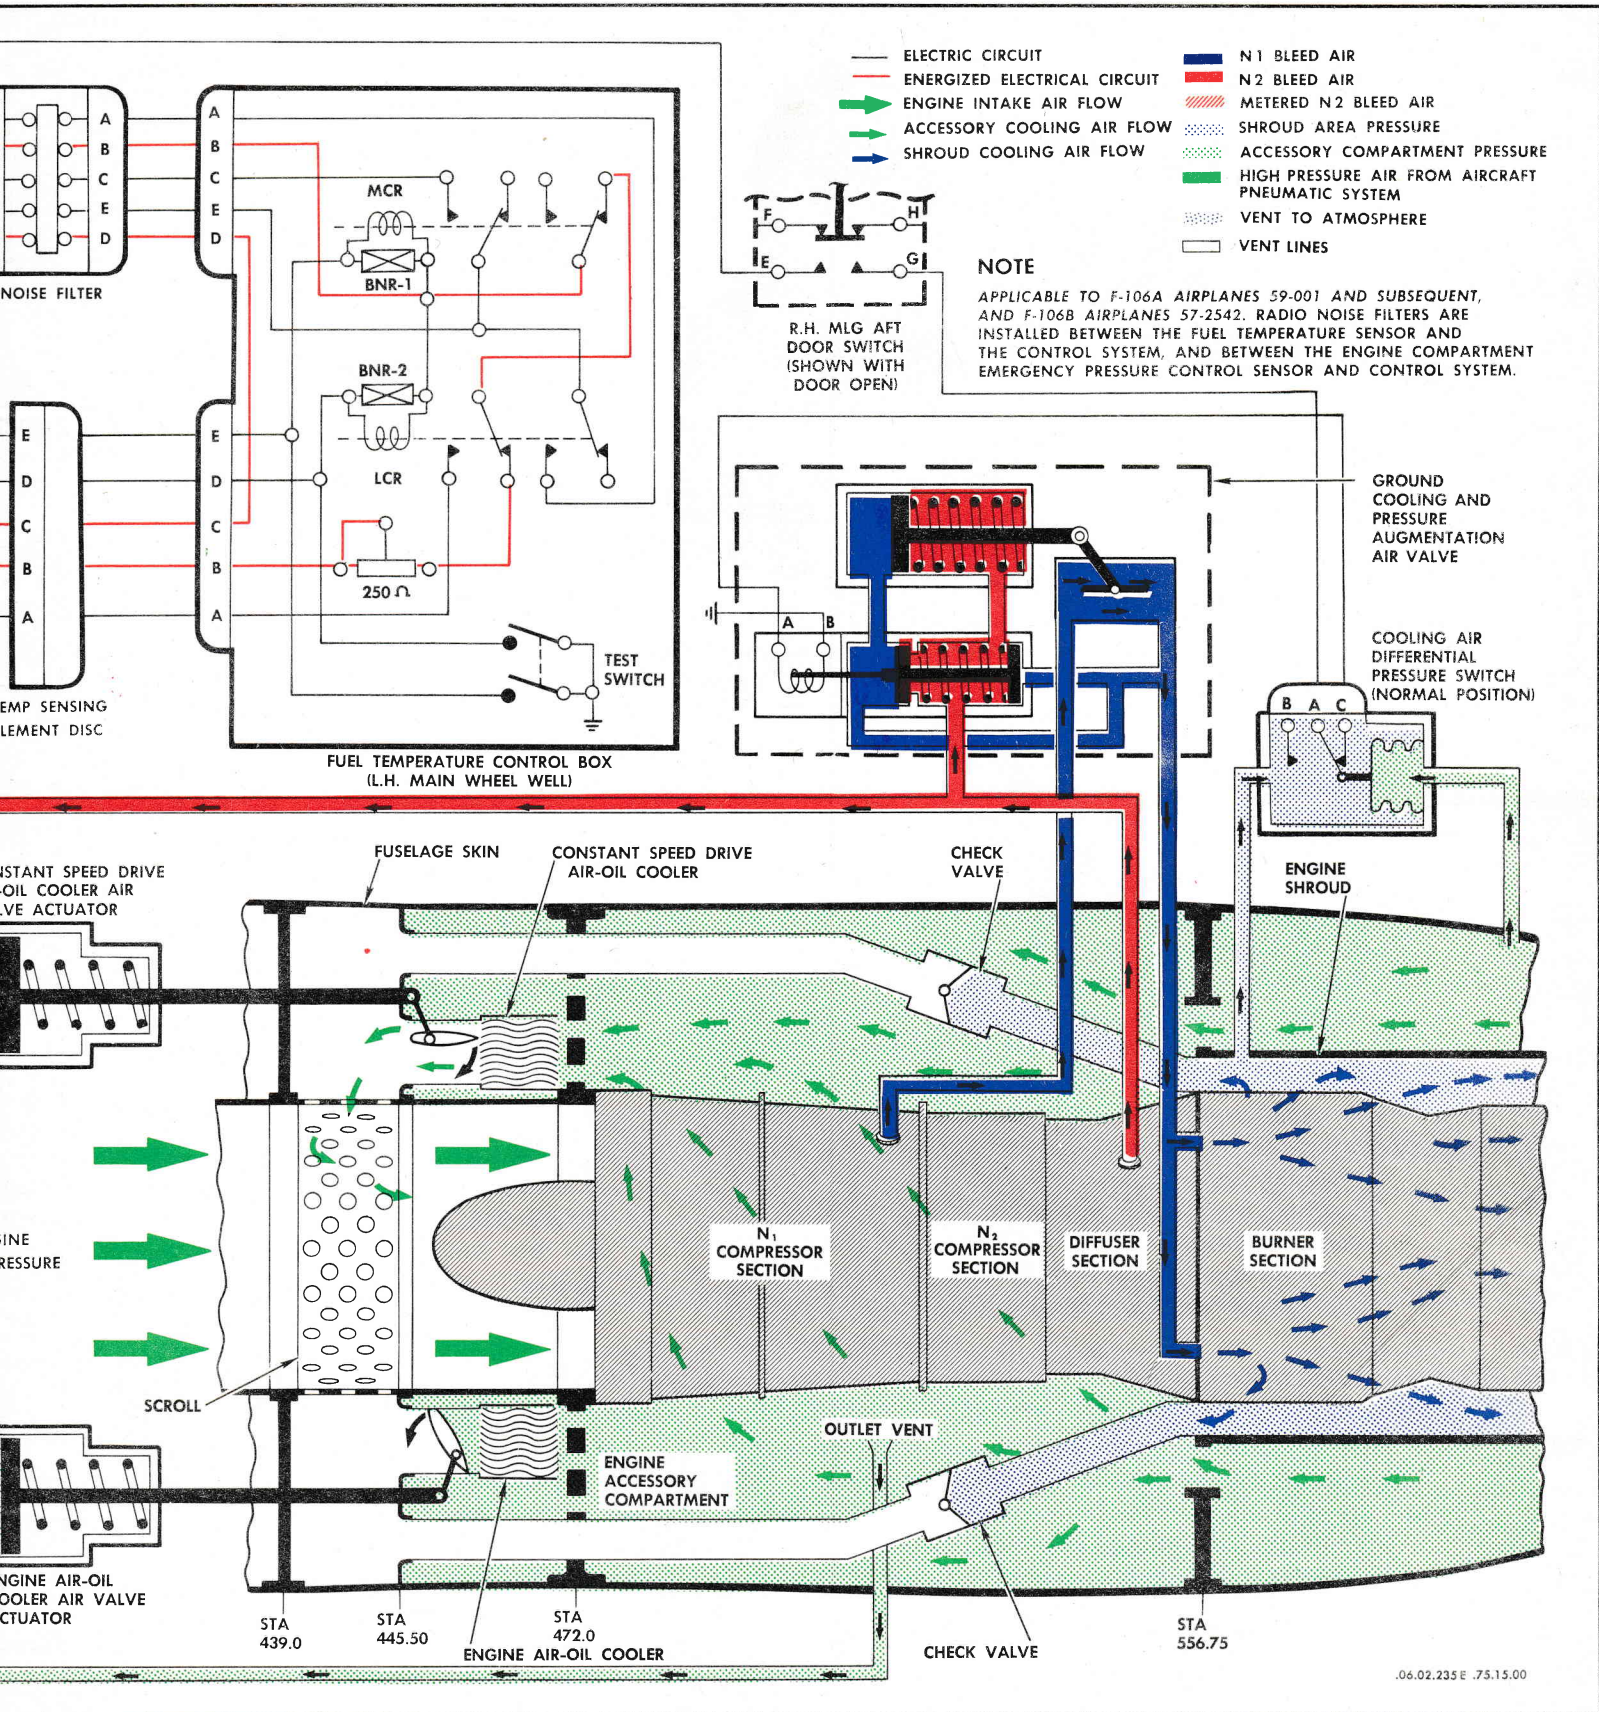 ELECTRIC CIRCUIT
ENERGIZED ELECTRICAL CIRCUIT
ENGINE INTAKE AIR FLOW
ACCESSORY COOLING AIR FLOW
SHROUD COOLING AIR FLOW
N1 BLEED AIR
N2 BLEED AIR
METERED N2 BLEED AIR
SHROUD AREA PRESSURE
ACCESSORY COMPARTMENT PRESSURE
HIGH PRESSURE AIR FROM AIRCRAFT
PNEUMATIC SYSTEM
VENT TO ATMOSPHERE
VENT LINES
NOTE
APPLICABLE TO F-106A AIRPLANES 59-001 AND SUBSEQUENT,
AND F-106B AIRPLANES 57-2542. RADIO NOISE FILTERS ARE
INSTALLED BETWEEN THE FUEL TEMPERATURE SENSOR AND
THE CONTROL SYSTEM, AND BETWEEN THE ENGINE COMPARTMENT
EMERGENCY PRESSURE CONTROL SENSOR AND CONTROL SYSTEM.
A
B
C
E
D
NOISE FILTER
A
B
C
E
D
MCR
BNR-1
BNR-2
LCR
250 Ω
E
D
C
B
A
E
D
C
B
A
EMP SENSING
LEMENT DISC
TEST
SWITCH
FUEL TEMPERATURE CONTROL BOX
(L.H. MAIN WHEEL WELL)
F
H
E
G
R.H. MLG AFT
DOOR SWITCH
(SHOWN WITH
DOOR OPEN)
A
B
GROUND
COOLING AND
PRESSURE
AUGMENTATION
AIR VALVE
COOLING AIR
DIFFERENTIAL
PRESSURE SWITCH
(NORMAL POSITION)
B A C
NSTANT SPEED DRIVE
-OIL COOLER AIR
LVE ACTUATOR
FUSELAGE SKIN
CONSTANT SPEED DRIVE
AIR-OIL COOLER
CHECK
VALVE
ENGINE
SHROUD
N1
COMPRESSOR
SECTION
N2
COMPRESSOR
SECTION
DIFFUSER
SECTION
BURNER
SECTION
GINE
RESSURE
SCROLL
OUTLET VENT
ENGINE
ACCESSORY
COMPARTMENT
NGINE AIR-OIL
OOLER AIR VALVE
CTUATOR
STA
439.0
STA
445.50
STA
472.0
ENGINE AIR-OIL COOLER
CHECK VALVE
STA
556.75
.06.02.235E .75.15.00